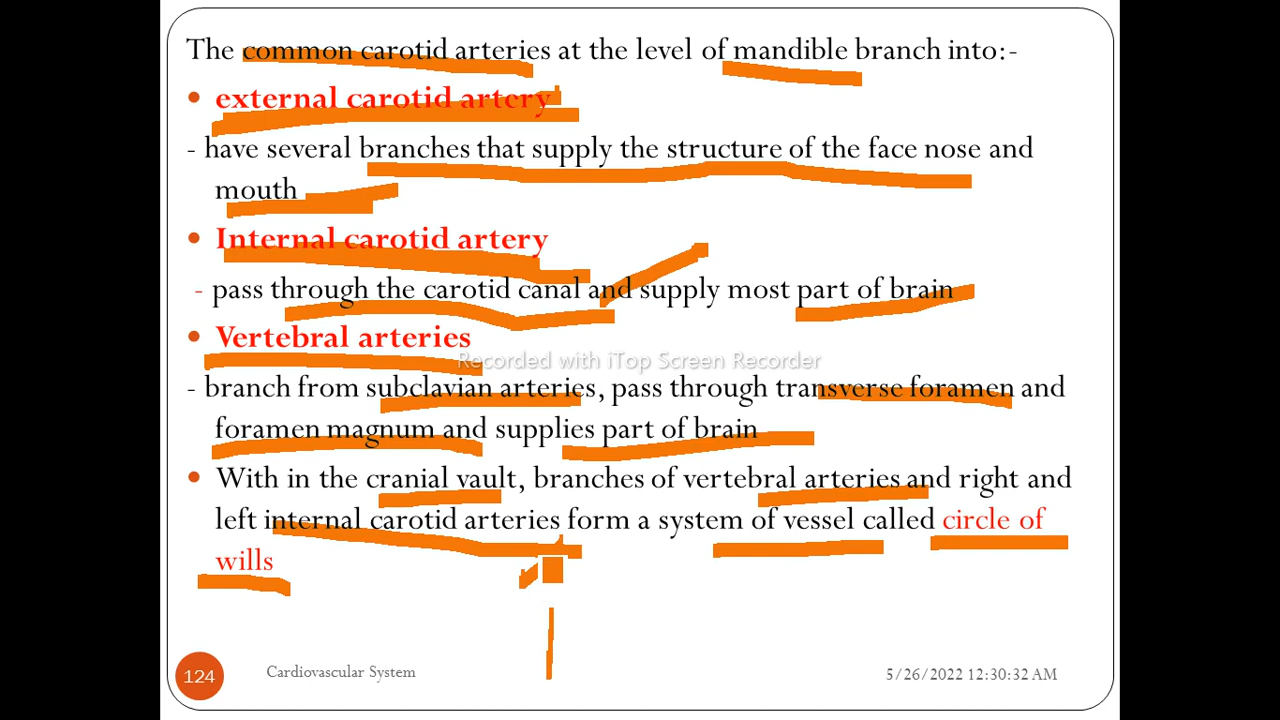 The common carotid arteries at the level of mandible branch into:-
• external carotid artery
- have several branches that supply the structure of the face nose and
mouth
• Internal carotid artery
- pass through the carotid canal and supply most part of brain
• Vertebral arteries
Recorded with iTop Screen Recorder
- branch from subclavian arteries, pass through transverse foramen and
foramen magnum and supplies part of brain
• With in the cranial vault, branches of vertebral arteries and right and
left internal carotid arteries form a system of vessel called circle of
wills
124 Cardiovascular System 5/26/2022 12:30:32 AM